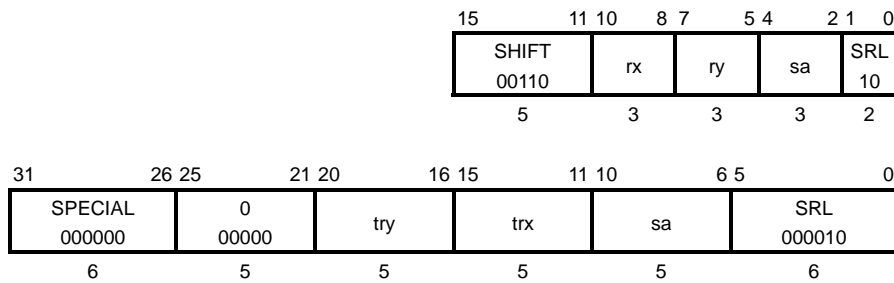 15 11 10 8 7 5 4 2 1 0
SHIFT rx ry sa SRL
00110 10
5 3 3 3 2
31 26 25 21 20 16 15 11 10 6 5 0
SPECIAL 0 try trx sa SRL
000000 00000 000010
6 5 5 5 5 6